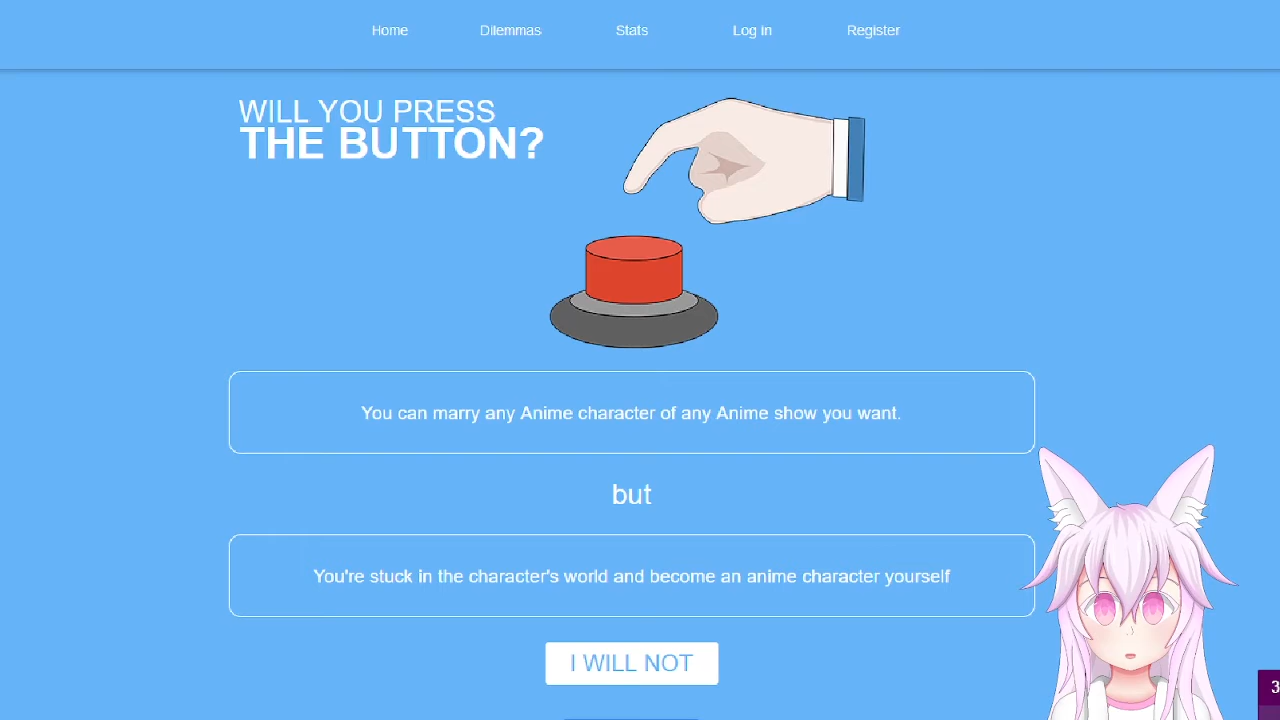 Home Dilemmas Stats Log in Register
WILL YOU PRESS
THE BUTTON?
You can marry any Anime character of any Anime show you want.
but
You're stuck in the character's world and become an anime character yourself
I WILL NOT
3